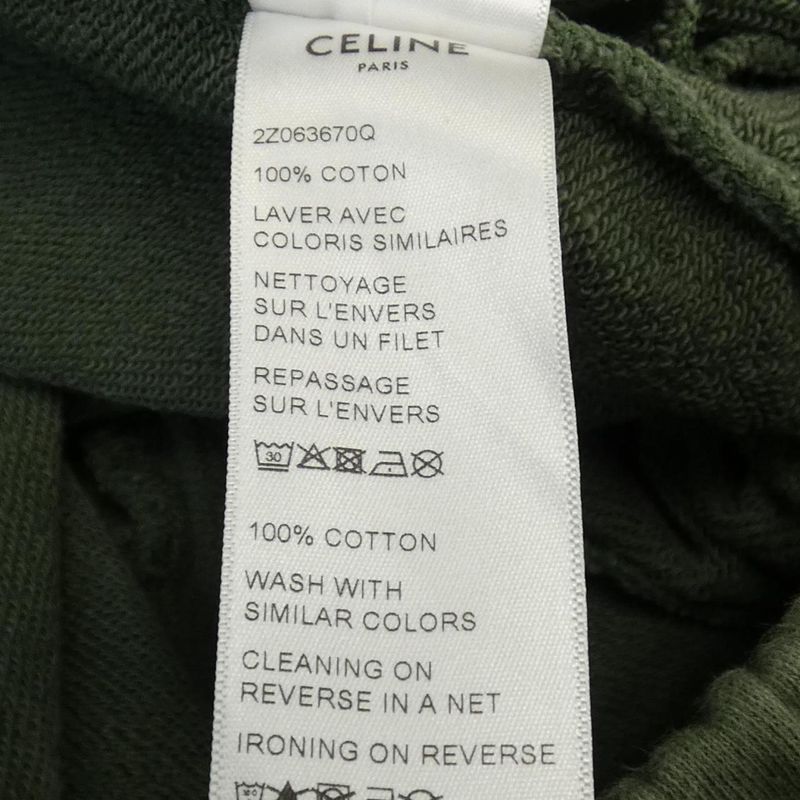 CELINE
PARIS
2Z063670Q
100% COTON
LAVER AVEC
COLORIS SIMILAIRES
NETTOYAGE
SUR L'ENVERS
DANS UN FILET
REPASSAGE
SUR L'ENVERS
30
100% COTTON
WASH WITH
SIMILAR COLORS
CLEANING ON
REVERSE IN A NET
IRONING ON REVERSE
30